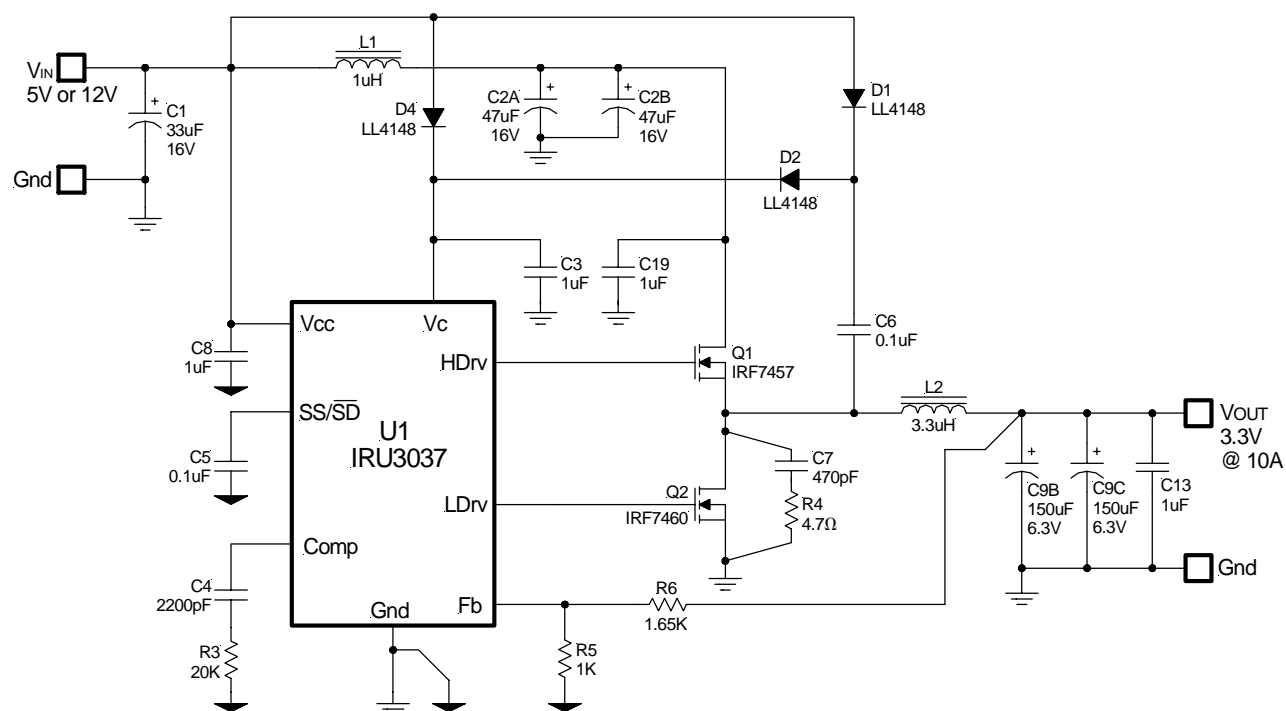 VIN
5V or 12V
Gnd
C1
33uF
16V
L1
1uH
D4
LL4148
C2A
47uF
16V
C2B
47uF
16V
D1
LL4148
D2
LL4148
C3
1uF
C19
1uF
C6
0.1uF
C8
1uF
C5
0.1uF
C4
2200pF
R3
20K
Vcc
Vc
HDrv
SS/SD
U1
IRU3037
LDrv
Comp
Gnd
Fb
Q1
IRF7457
Q2
IRF7460
C7
470pF
R4
4.7Ω
L2
3.3uH
R6
1.65K
R5
1K
C9B
150uF
6.3V
C9C
150uF
6.3V
C13
1uF
VOUT
3.3V
@ 10A
Gnd
+
+
+
+
+